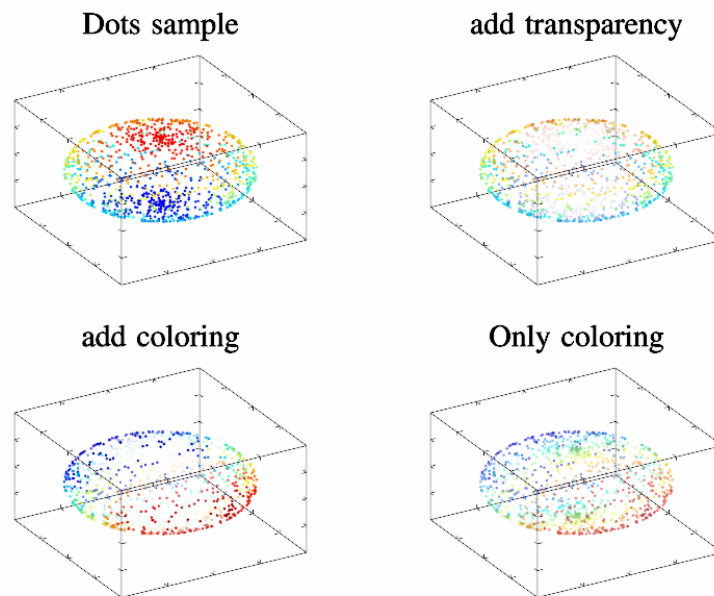 Dots sample
add transparency
add coloring
Only coloring